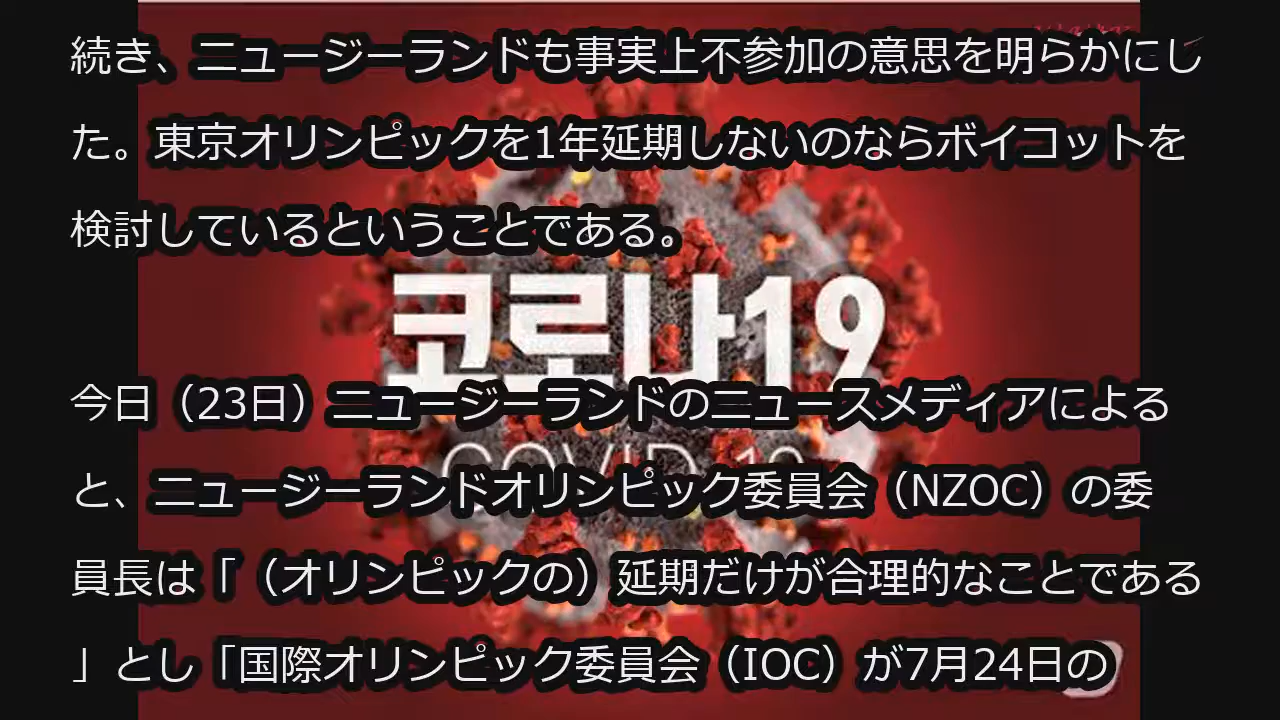 続き、ニュージーランドも事実上不参加の意思を明らかにし
た。東京オリンピックを1年延期しないのならボイコットを
検討しているということである。
코로나19
今日（23日）ニュージーランドのニュースメディアによる
COVID-19
と、ニュージーランドオリンピック委員会（NZOC）の委
員長は「（オリンピックの）延期だけが合理的なことである
」とし「国際オリンピック委員会（IOC）が7月24日の